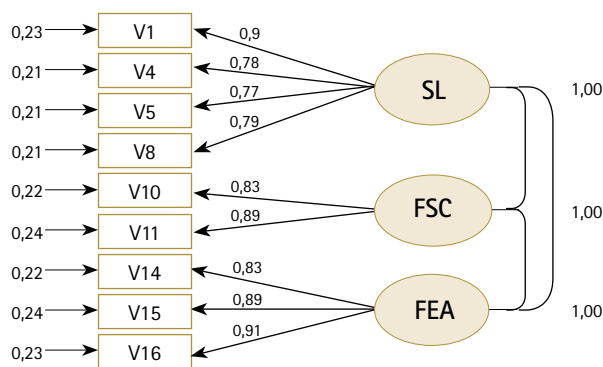 0,23 V1 0,9
0,21 V4 0,78
SL 1,00
0,21 V5 0,77
0,21 V8 0,79
0,22 V10 0,83
FSC 1,00
0,24 V11 0,89
0,22 V14 0,83
0,24 V15 0,89 FEA 1,00
0,23 V16 0,91